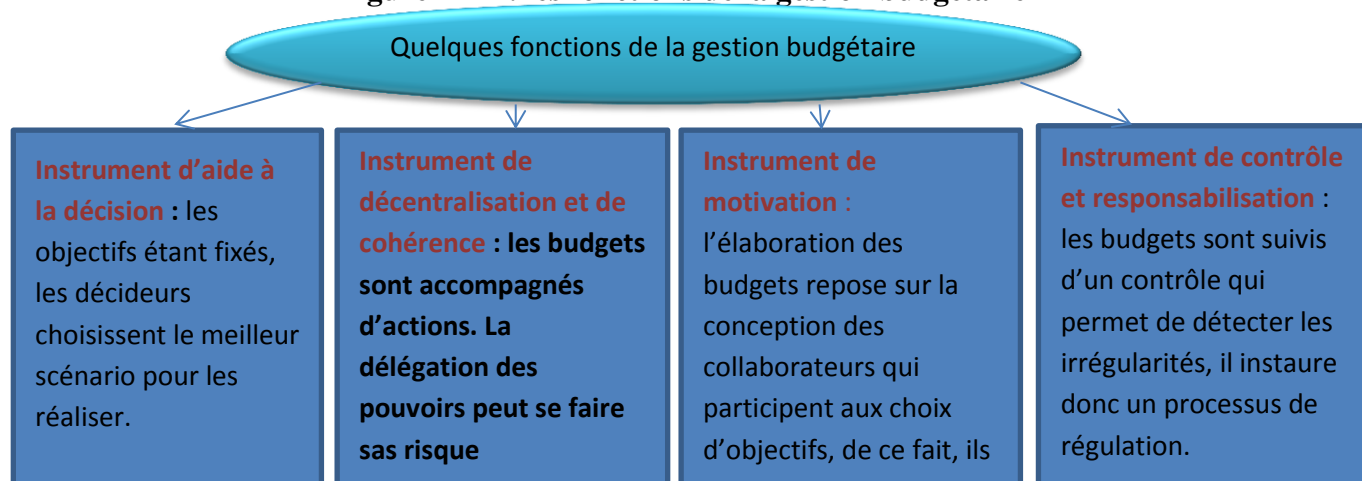 Quelques fonctions de la gestion budgétaire
Instrument d'aide à
la décision : les
objectifs étant fixés,
les décideurs
choisissent le meilleur
scénario pour les
réaliser.
Instrument de
décentralisation et de
cohérence : les budgets
sont accompagnés
d'actions. La
délégation des
pouvoirs peut se faire
sas risque
Instrument de
motivation :
l'élaboration des
budgets repose sur la
conception des
collaborateurs qui
participent aux choix
d'objectifs, de ce fait, ils
Instrument de contrôle
et responsabilisation :
les budgets sont suivis
d'un contrôle qui
permet de détecter les
irrégularités, il instaure
donc un processus de
régulation.